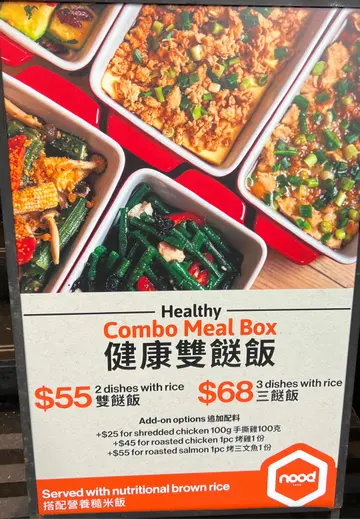 Healthy
Combo Meal Box
健康雙餸飯
$55 2 dishes with rice
雙餸飯
$68 3 dishes with rice
三餸飯
Add-on options 追加配料
+$25 for shredded chicken 100g 手撕雞100克
+$45 for roasted chicken 1pc 烤雞1份
+$55 for roasted salmon 1pc 烤三文魚1份
Served with nutritional brown rice
搭配營養糙米飯
nood